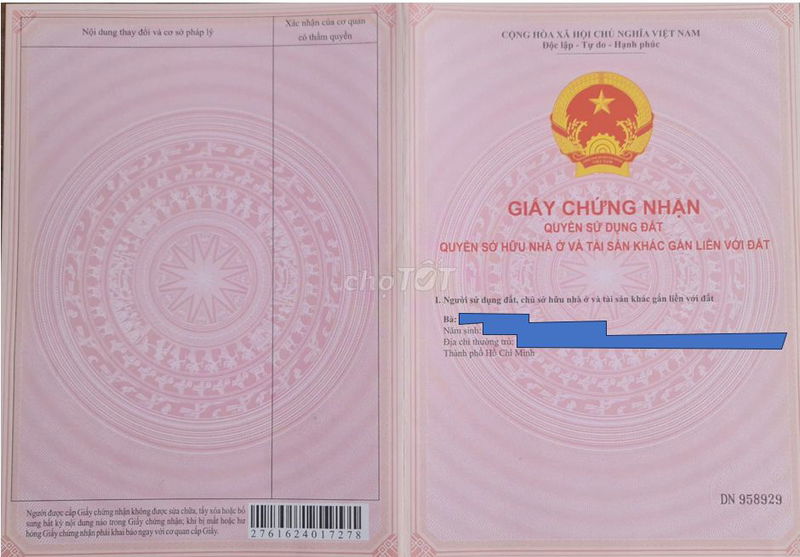 Nội dung thay đổi và cơ sở pháp lý
Xác nhận của cơ quan
có thẩm quyền
Người được cấp Giấy chứng nhận không được sửa chữa, tẩy xóa hoặc bổ
sung bất kỳ nội dung nào trong Giấy chứng nhận; khi bị mất hoặc hư
hỏng Giấy chứng nhận phải khai báo ngay với cơ quan cấp Giấy.
2761624017278
CỘNG HÒA XÃ HỘI CHỦ NGHĨA VIỆT NAM
Độc lập - Tự do - Hạnh phúc
GIẤY CHỨNG NHẬN
QUYỀN SỬ DỤNG ĐẤT
QUYỀN SỞ HỮU NHÀ Ở VÀ TÀI SẢN KHÁC GẮN LIỀN VỚI ĐẤT
chợTỐT
I. Người sử dụng đất, chủ sở hữu nhà ở và tài sản khác gắn liền với đất
Bà:
Năm sinh:
Địa chỉ thường trú:
Thành phố Hồ Chí Minh
DN 958929